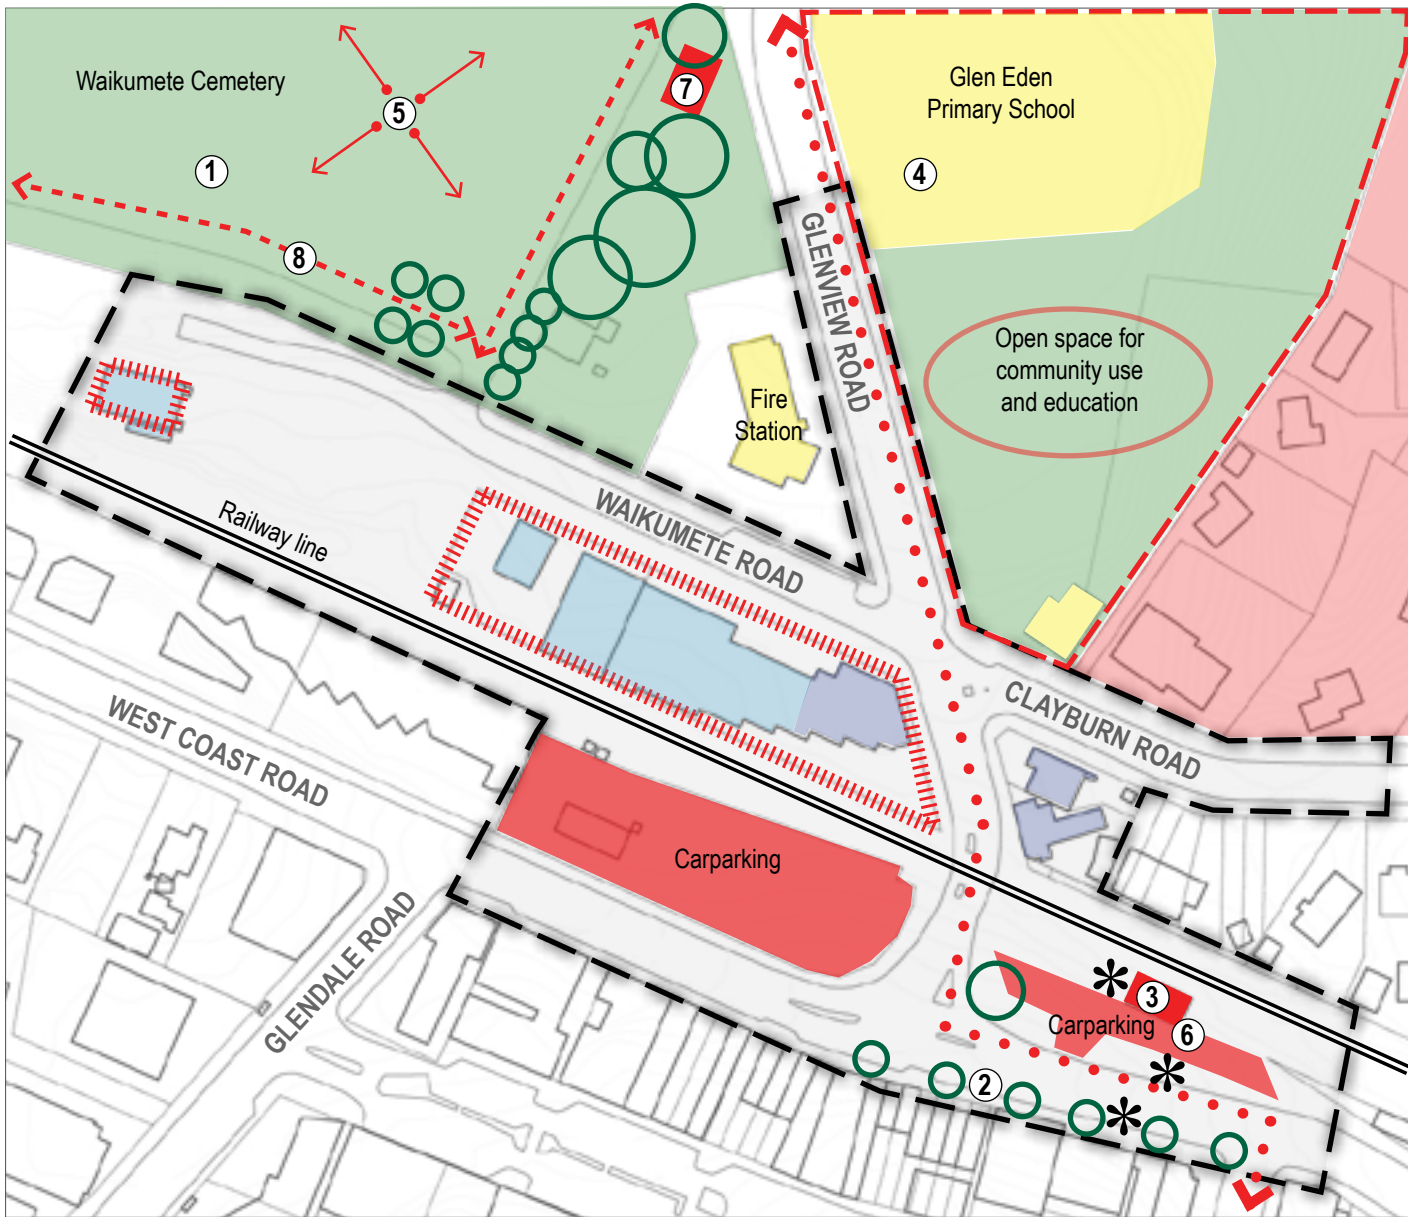 Waikumete Cemetery
5
7
1
8
Glen Eden
Primary School
4
GLENVIEW ROAD
Open space for
community use
and education
Fire
Station
WAIKUMETE ROAD
Railway line
CLAYBURN ROAD
WEST COAST ROAD
Carparking
GLENDALE ROAD
*
3
Carparking
6
*
2
*